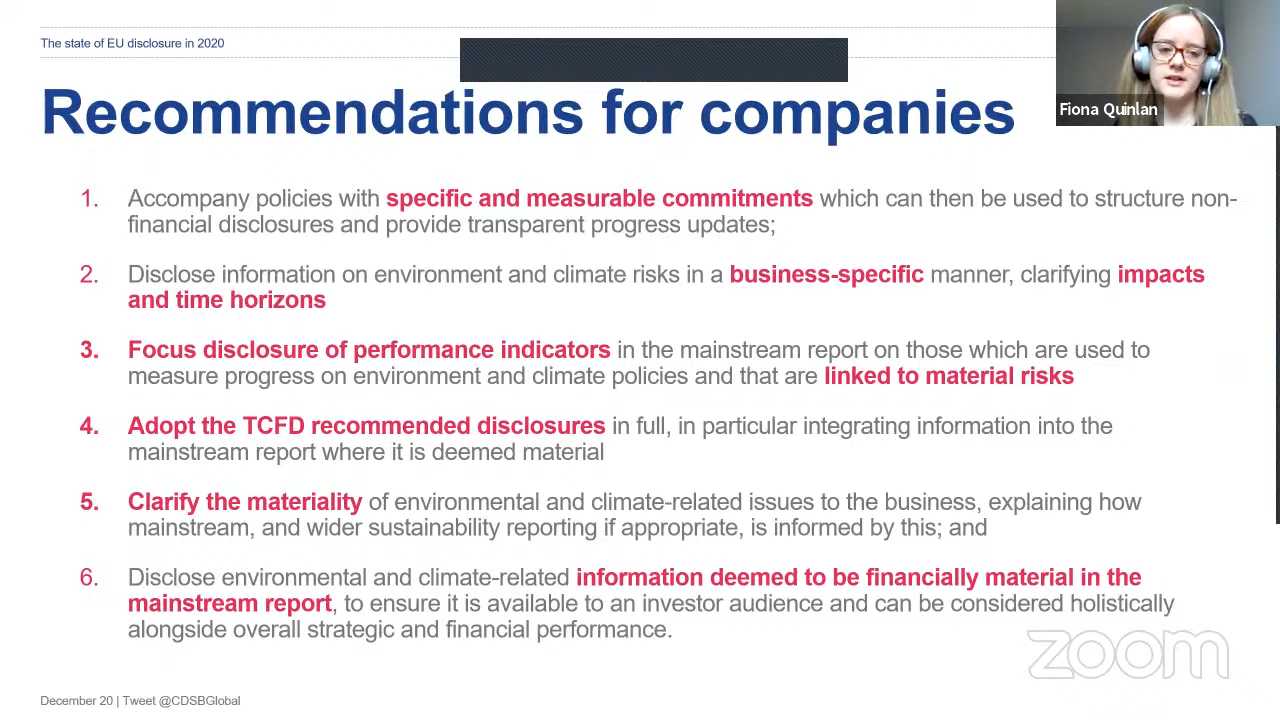 The state of EU disclosure in 2020
Recommendations for companies
Fiona Quinlan
1. Accompany policies with specific and measurable commitments which can then be used to structure non-
financial disclosures and provide transparent progress updates;
2. Disclose information on environment and climate risks in a business-specific manner, clarifying impacts
and time horizons
3. Focus disclosure of performance indicators in the mainstream report on those which are used to
measure progress on environment and climate policies and that are linked to material risks
4. Adopt the TCFD recommended disclosures in full, in particular integrating information into the
mainstream report where it is deemed material
5. Clarify the materiality of environmental and climate-related issues to the business, explaining how
mainstream, and wider sustainability reporting if appropriate, is informed by this; and
6. Disclose environmental and climate-related information deemed to be financially material in the
mainstream report, to ensure it is available to an investor audience and can be considered holistically
alongside overall strategic and financial performance.
zoom
December 20 | Tweet @CDSBGlobal